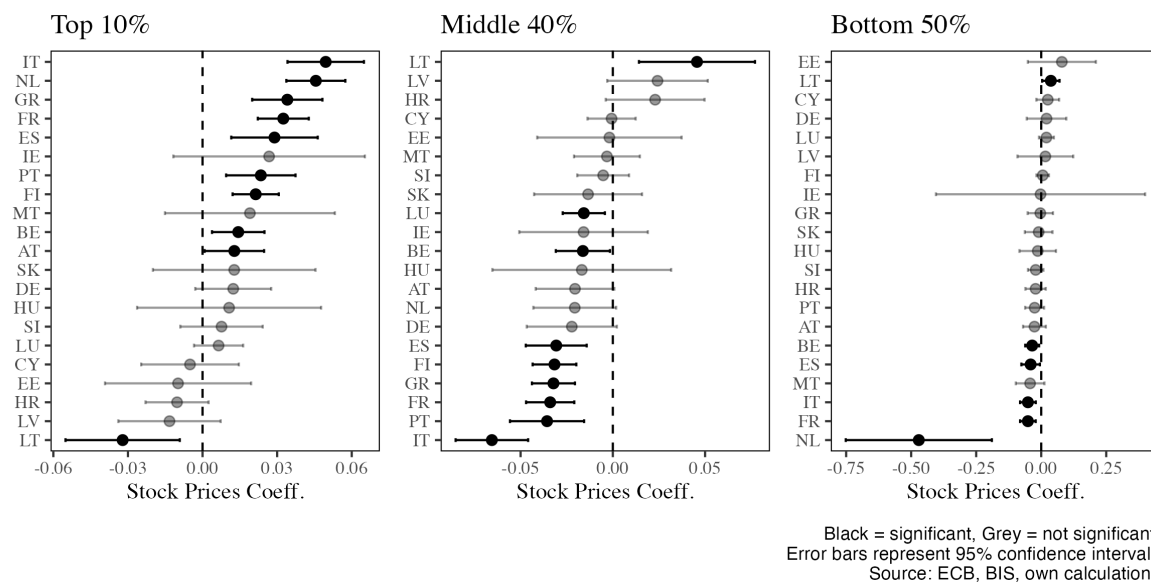 Top 10%
IT
NL
GR
FR
ES
IE
PT
FI
MT
BE
AT
SK
DE
HU
SI
LU
CY
EE
HR
LV
LT
-0.06 -0.03 0.00 0.03 0.06
Stock Prices Coeff.
Middle 40%
LT
LV
HR
CY
EE
MT
SI
SK
LU
IE
BE
HU
AT
NL
DE
ES
FI
GR
FR
PT
IT
-0.05 0.00 0.05
Stock Prices Coeff.
Bottom 50%
EE
LT
CY
DE
LU
LV
FI
IE
GR
SK
HU
SI
HR
PT
AT
BE
ES
MT
IT
FR
NL
-0.75 -0.50 -0.25 0.00 0.25
Stock Prices Coeff.
Black = significant, Grey = not significan
Error bars represent 95% confidence interval
Source: ECB, BIS, own calculation